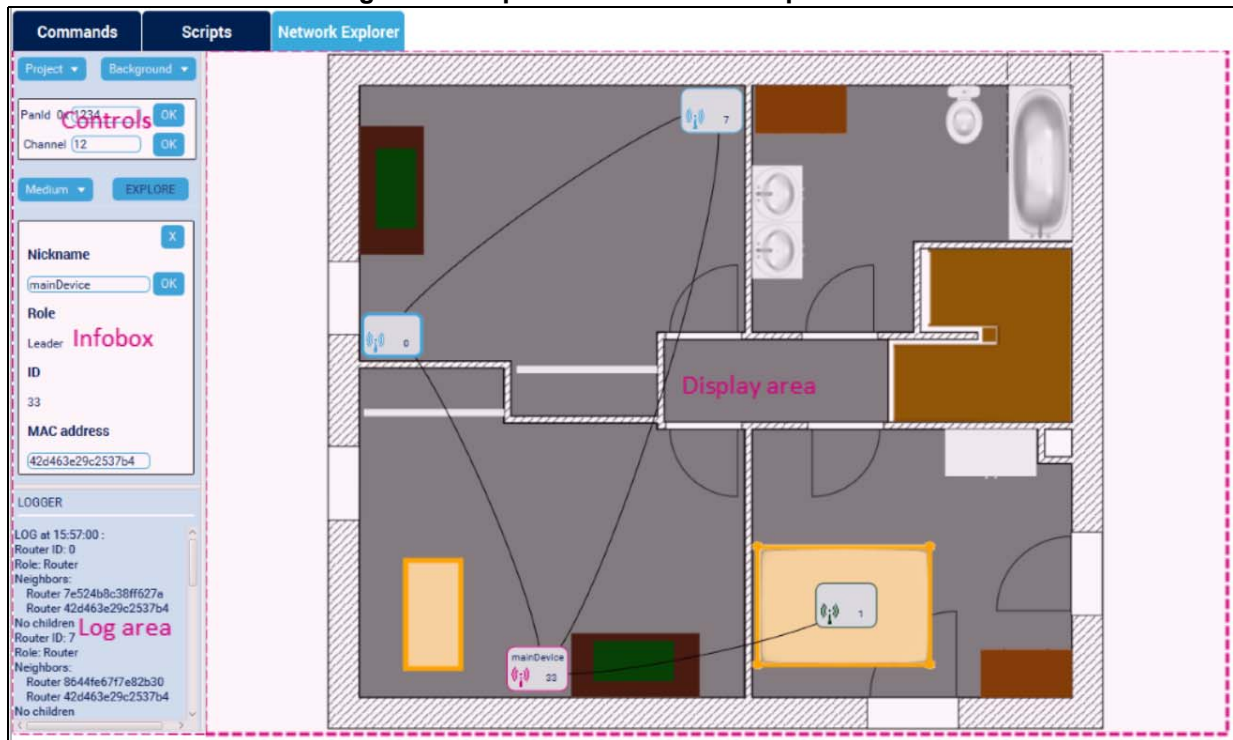 Commands
Scripts
Network Explorer
Project
Background
PanId 0x 1234 OK
Controls
Channel 12 OK
Medium
EXPLORE
X
Nickname
mainDevice OK
Role
Leader
Infobox
ID
33
MAC address
42d463e29c2537b4
LOGGER
LOG at 15:57:00 :
Router ID: 0
Role: Router
Neighbors:
Router 7e524b8c38ff627a
Router 42d463e29c2537b4
No children
Log area
Router ID: 7
Role: Router
Neighbors:
Router 8644fe67f7e82b30
Router 42d463e29c2537b4
No children
7
0
Display area
1
mainDevice
33